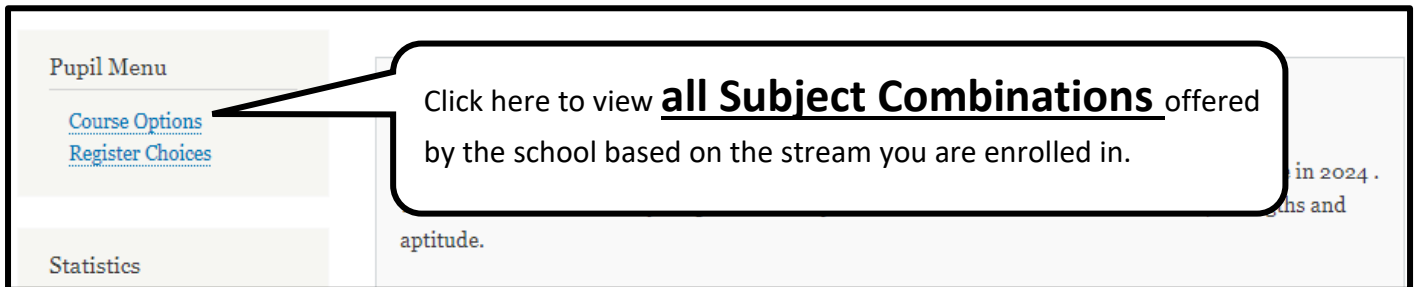 Pupil Menu
Course Options
Register Choices
Statistics
Click here to view all Subject Combinations offered
by the school based on the stream you are enrolled in.
in 2024 .
and
aptitude.